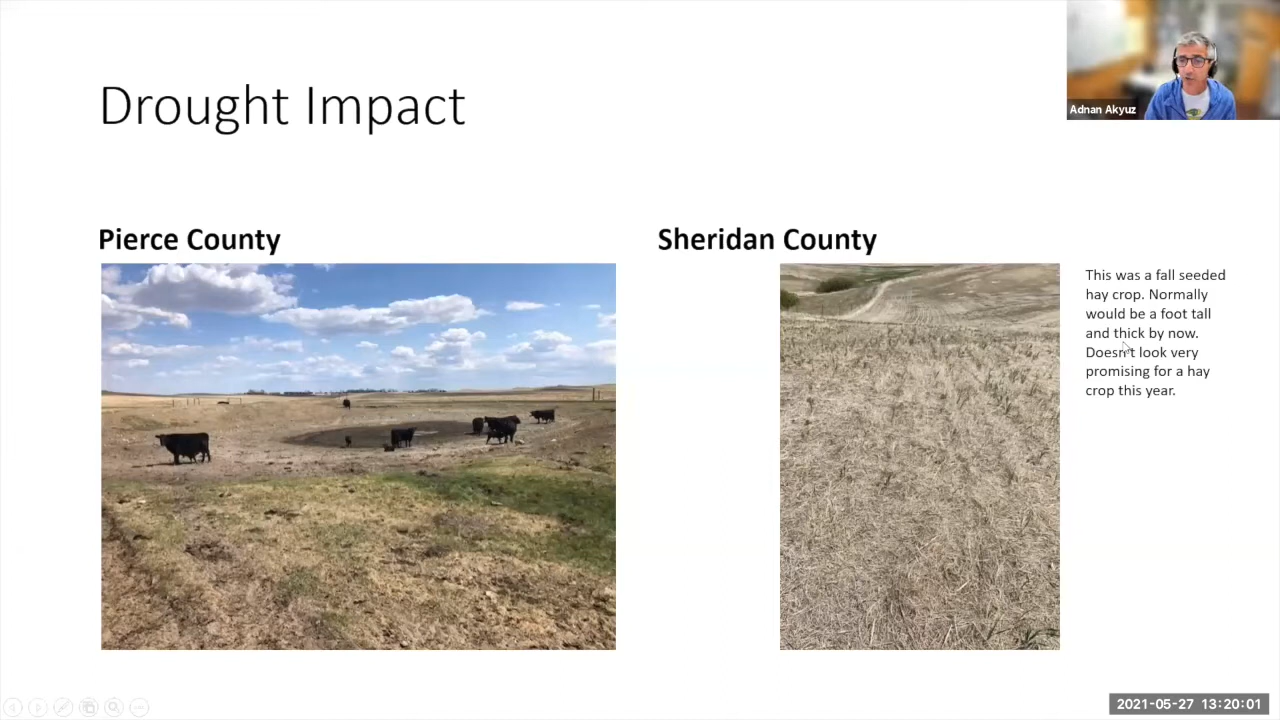 Drought Impact
Adnan Akyuz
Pierce County
Sheridan County
This was a fall seeded
hay crop. Normally
would be a foot tall
and thick by now.
Doesn't look very
promising for a hay
crop this year.
2021-05-27 13:20:01